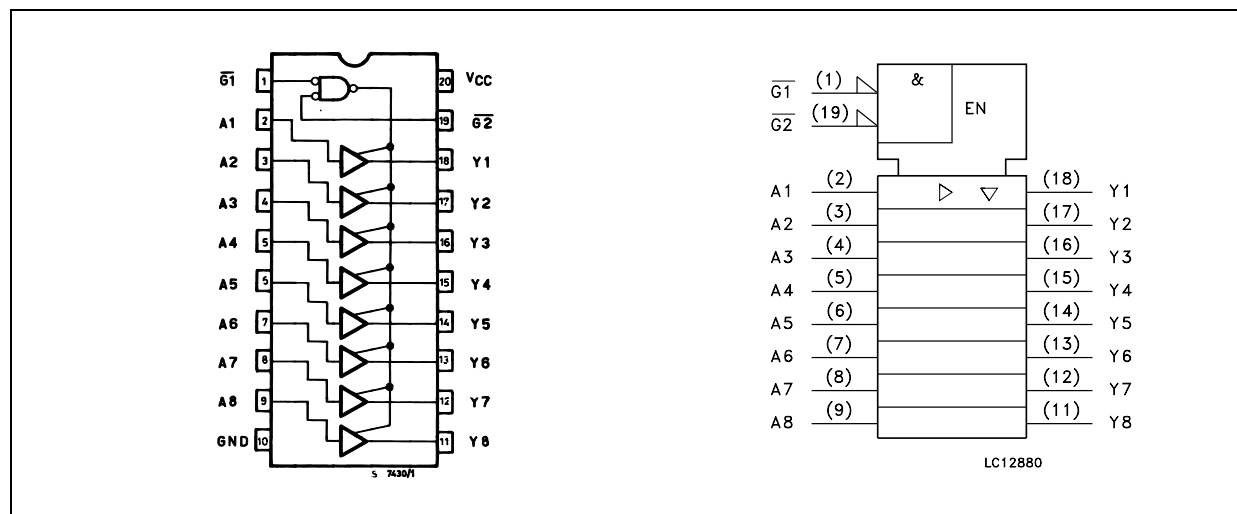 G1 1 20 VCC
A1 2 19 G2
A2 3 18 Y1
A3 4 17 Y2
A4 5 16 Y3
A5 6 15 Y4
A6 7 14 Y5
A7 8 13 Y6
A8 9 12 Y7
GND 10 11 Y8
S 7430/1
G1 (1) & EN
G2 (19)
A1 (2) (18) Y1
A2 (3) (17) Y2
A3 (4) (16) Y3
A4 (5) (15) Y4
A5 (6) (14) Y5
A6 (7) (13) Y6
A7 (8) (12) Y7
A8 (9) (11) Y8
LC12880